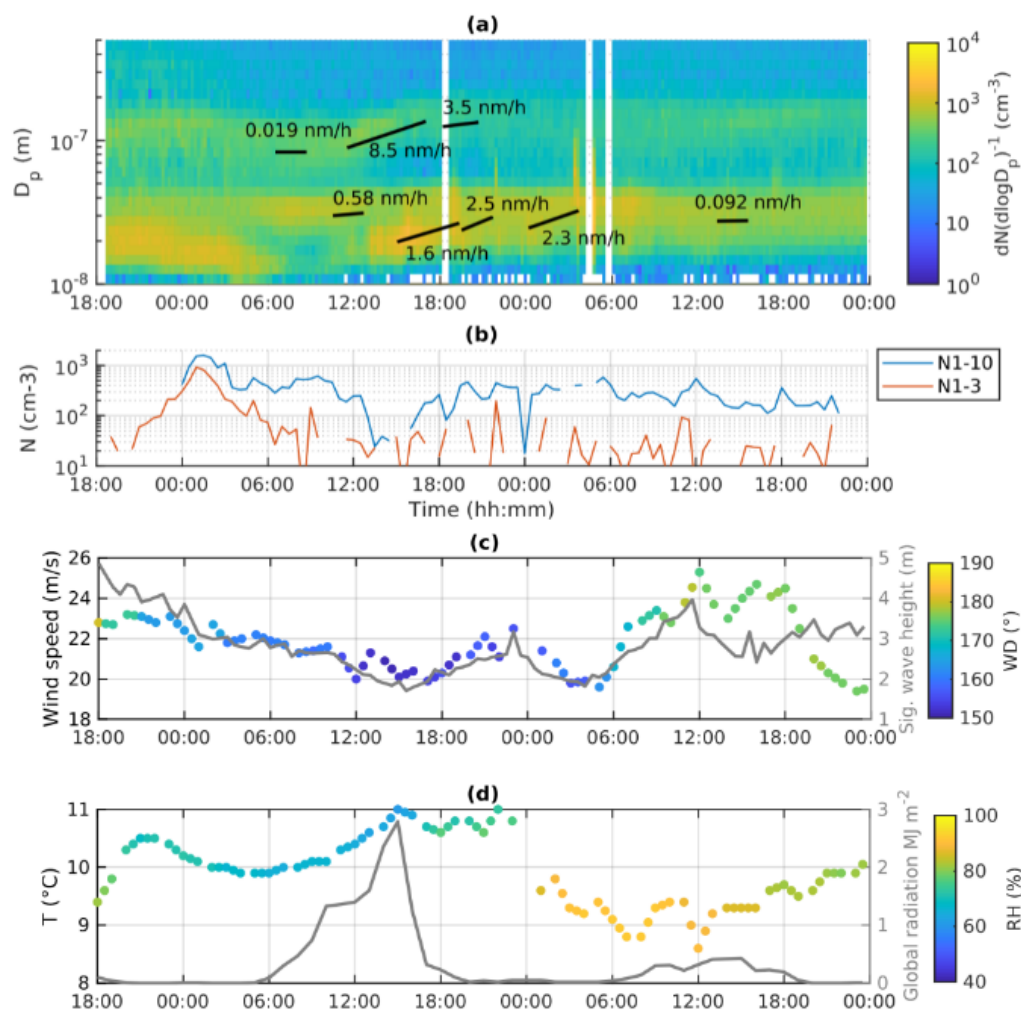 (a)
D_p (m)
10^-7
10^-8
0.019 nm/h
8.5 nm/h
3.5 nm/h
0.58 nm/h
2.5 nm/h
1.6 nm/h
2.3 nm/h
0.092 nm/h
18:00 00:00 06:00 12:00 18:00 00:00 06:00 12:00 18:00 00:00
10^4
10^3
10^2
10
10^0
dN(dlogD_p)^-1 (cm^-3)
(b)
N (cm-3)
10^3
10^2
10^1
N1-10
N1-3
18:00 00:00 06:00 12:00 18:00 00:00 06:00 12:00 18:00 00:00
Time (hh:mm)
(c)
Wind speed (m/s)
26
24
22
20
18
5
4
3
2
1
Sig. wave height (m)
18:00 00:00 06:00 12:00 18:00 00:00 06:00 12:00 18:00 00:00
190
180
170
160
150
WD (°)
(d)
T (°C)
11
10
9
8
3
2
1
0
Global radiation MJ m^-2
18:00 00:00 06:00 12:00 18:00 00:00 06:00 12:00 18:00 00:00
100
80
60
40
RH (%)